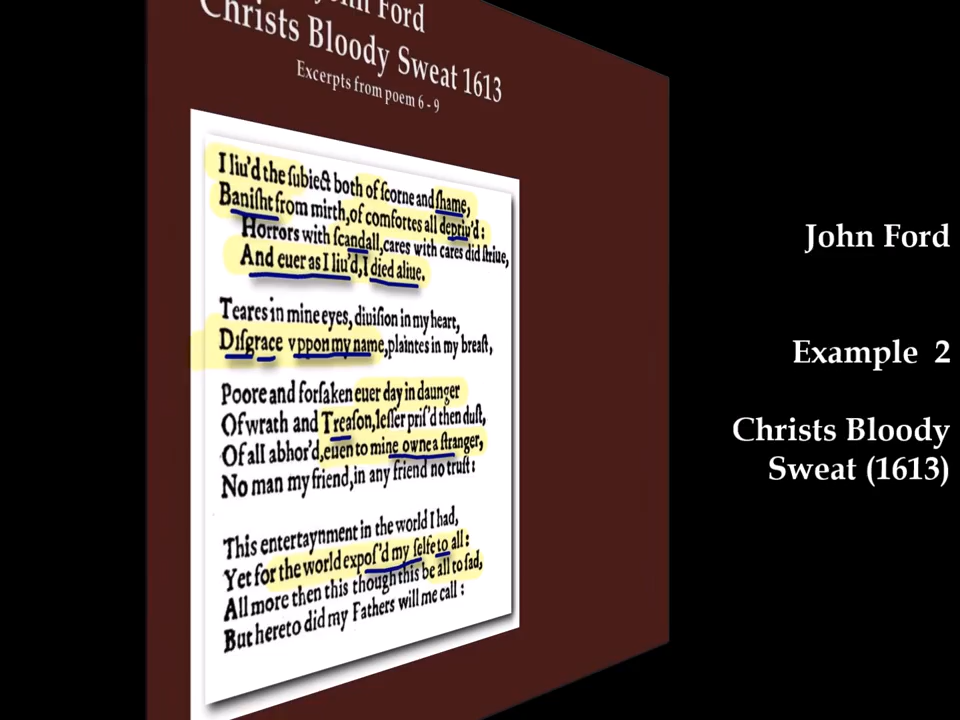 John Ford
Christs Bloody Sweat 1613
Excerpts from poem 6 - 9
I liu'd the ſubiect both of ſcorne and ſhame,
Baniſht from mirth, of comfortes all depriu'd:
Horrors with ſcandall, cares with cares did ſtriue,
And euer as I liu'd, I died aliue.
Teares in mine eyes, diuiſion in my heart,
Diſgrace vppon my name, plaintes in my breaſt,
Poore and forſaken euer day in daunger
Of wrath and Treaſon, leſſer priſ'd then duſt,
Of all abhor'd, euen to mine owne a ſtranger,
No man my friend, in any friend no truſt:
This entertaynment in the world I had,
Yet for the world expoſ'd my ſelfe to all:
All more then this though this be all to ſad,
But hereto did my Fathers will me call:
John Ford
Example 2
Christs Bloody
Sweat (1613)